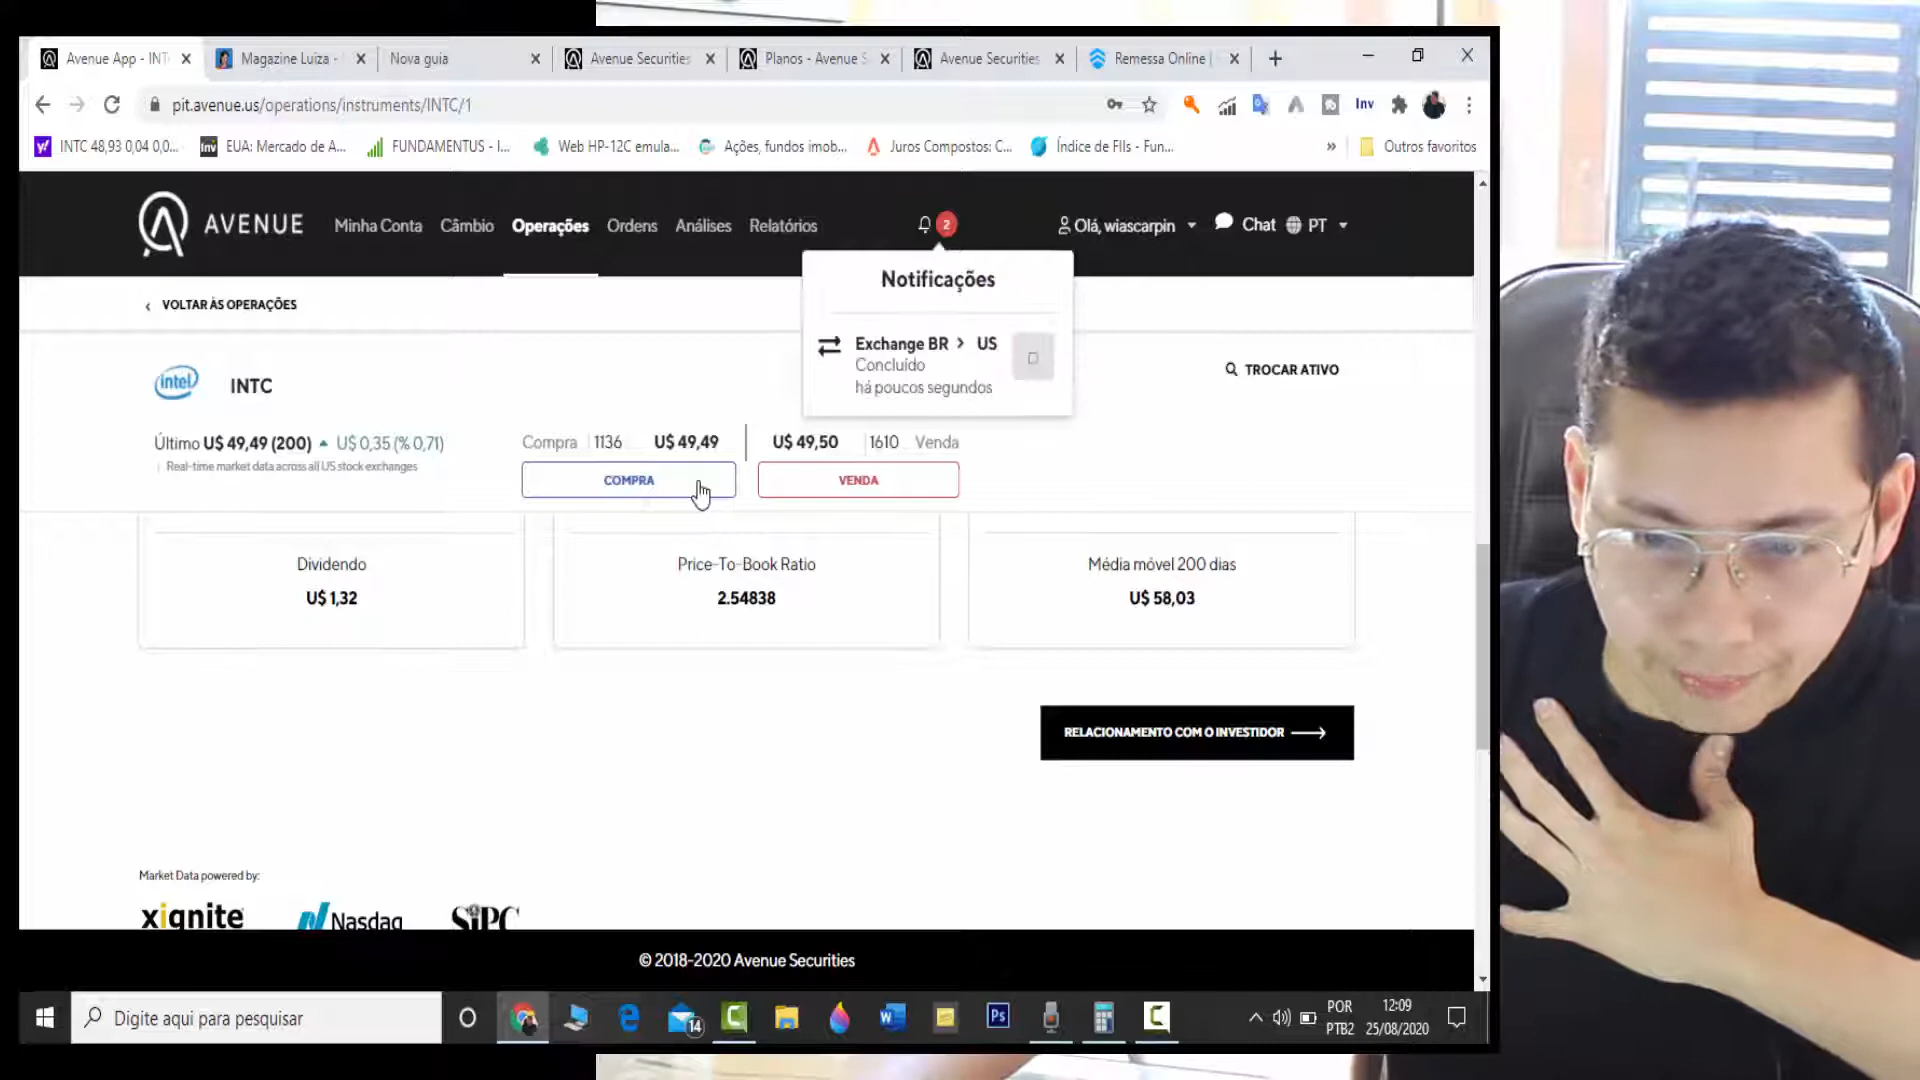 Avenue App - INT
Magazine Luiza -
Nova guia
Avenue Securities
Planos - Avenue S
Avenue Securities
Remessa Online |
pit.avenue.us/operations/instruments/INTC/1
Inv
INTC 48,93 0,04 0,0...
Inv
EUA: Mercado de A...
FUNDAMENTUS - I...
Web HP-12C emula...
Ações, fundos imob...
Juros Compostos: C...
Índice de FIIs - Fun...
»
Outros favoritos
AVENUE
Minha Conta
Câmbio
Operações
Ordens
Análises
Relatórios
2
Olá, wiascarpin
Chat
PT
VOLTAR ÀS OPERAÇÕES
Notificações
Exchange BR > US
Concluído
há poucos segundos
intel
INTC
TROCAR ATIVO
Último U$ 49,49 (200) U$ 0,35 (% 0,71)
Real-time market data across all US stock exchanges
Compra 1136 U$ 49,49
U$ 49,50 1610 Venda
COMPRA
VENDA
Dividendo
U$ 1,32
Price-To-Book Ratio
2.54838
Média móvel 200 dias
U$ 58,03
RELACIONAMENTO COM O INVESTIDOR
Market Data powered by:
xignite
Nasdaq
SiPC
© 2018-2020 Avenue Securities
Digite aqui para pesquisar
14
Ps
POR
PTB2
12:09
25/08/2020